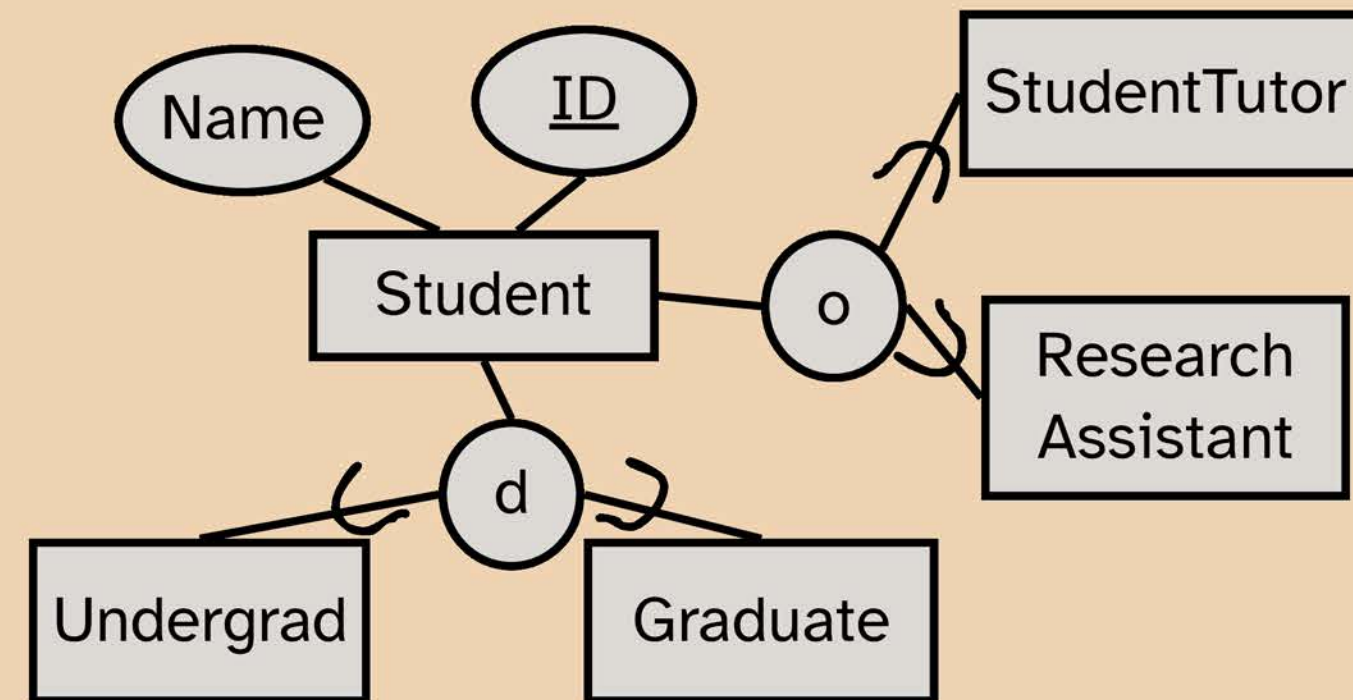 Name
ID
StudentTutor
Student
o
Research
Assistant
d
Undergrad
Graduate